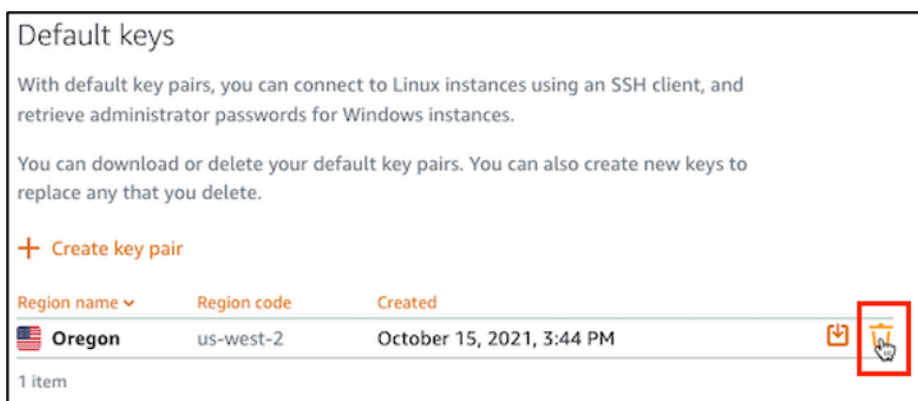 Default keys
With default key pairs, you can connect to Linux instances using an SSH client, and
retrieve administrator passwords for Windows instances.
You can download or delete your default key pairs. You can also create new keys to
replace any that you delete.
Create key pair
Region name Region code Created
Oregon us-west-2 October 15, 2021, 3:44 PM
1 item